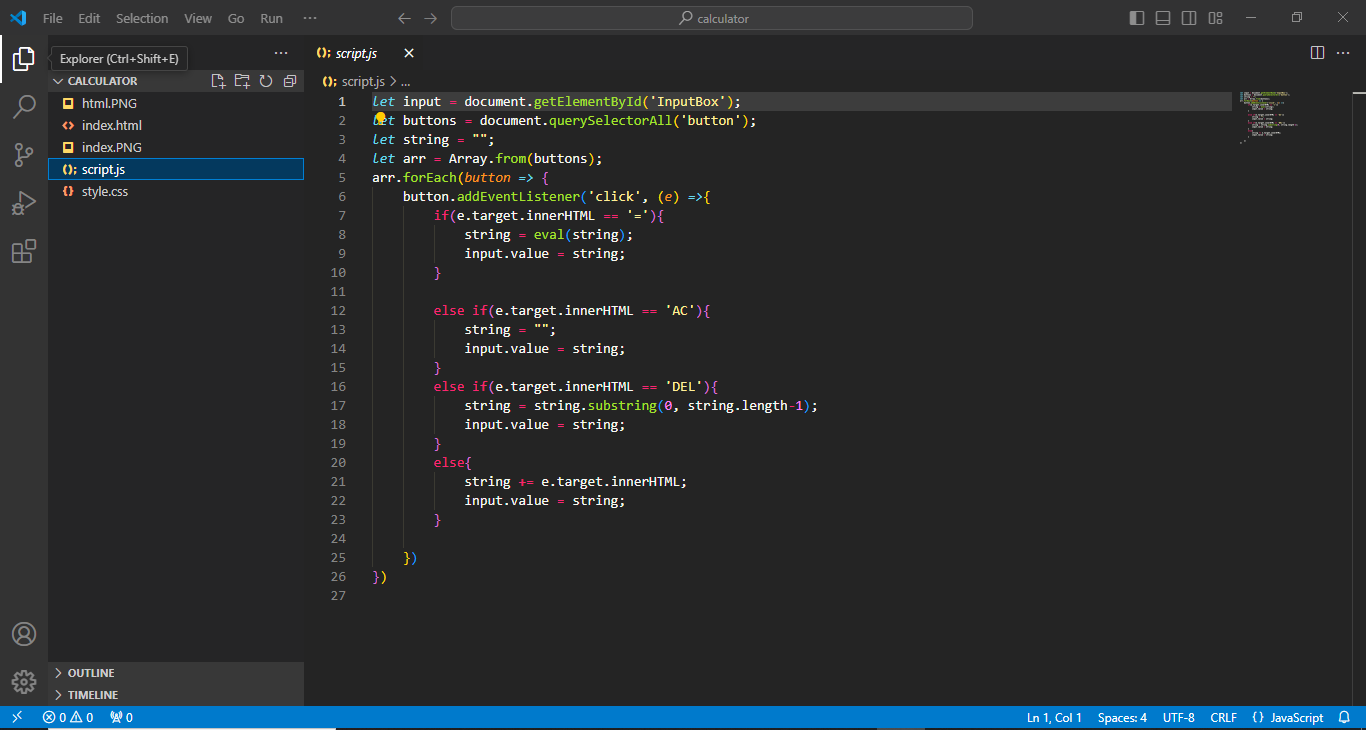 File Edit Selection View Go Run ···
calculator
Explorer (Ctrl+Shift+E)
script.js
CALCULATOR
script.js > ...
html.PNG
index.html
index.PNG
script.js
style.css
1 let input = document.getElementById('InputBox');
2 let buttons = document.querySelectorAll('button');
3 let string = "";
4 let arr = Array.from(buttons);
5 arr.forEach(button => {
6     button.addEventListener('click', (e) =>{
7         if(e.target.innerHTML == '='){
8             string = eval(string);
9             input.value = string;
10         }
11
12         else if(e.target.innerHTML == 'AC'){
13             string = "";
14             input.value = string;
15         }
16         else if(e.target.innerHTML == 'DEL'){
17             string = string.substring(0, string.length-1);
18             input.value = string;
19         }
20         else{
21             string += e.target.innerHTML;
22             input.value = string;
23         }
24
25     })
26 })
27
OUTLINE
TIMELINE
0 0 0 Ln 1, Col 1 Spaces: 4 UTF-8 CRLF {} JavaScript